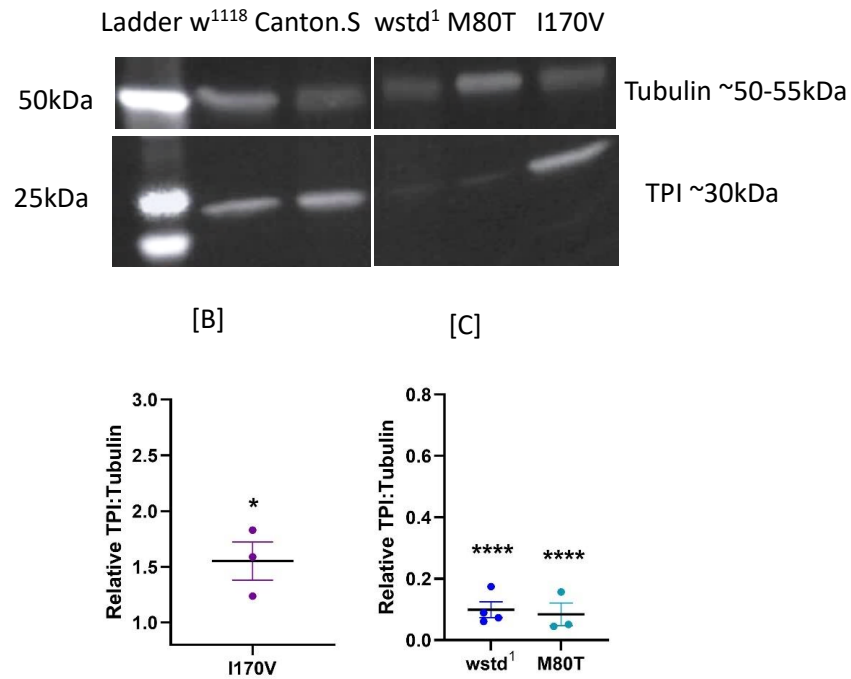 Ladder w¹¹¹⁸ Canton.S wstd¹ M80T I170V
50kDa
Tubulin ~50-55kDa
25kDa
TPI ~30kDa
[B]
[C]
Relative TPI:Tubulin
3.0
2.5
2.0
1.5
1.0
*
I170V
Relative TPI:Tubulin
0.8
0.6
0.4
0.2
0.0
**** ****
wstd¹ M80T